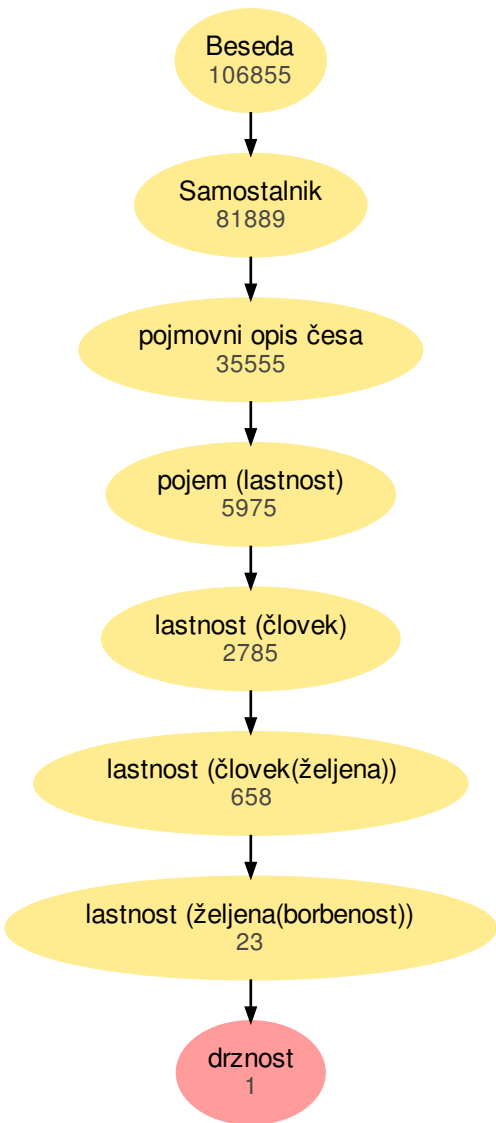 Beseda
106855
Samostalnik
81889
pojmovni opis česa
35555
pojem (lastnost)
5975
lastnost (človek)
2785
lastnost (človek(željena))
658
lastnost (željena(borbenost))
23
drznost
1